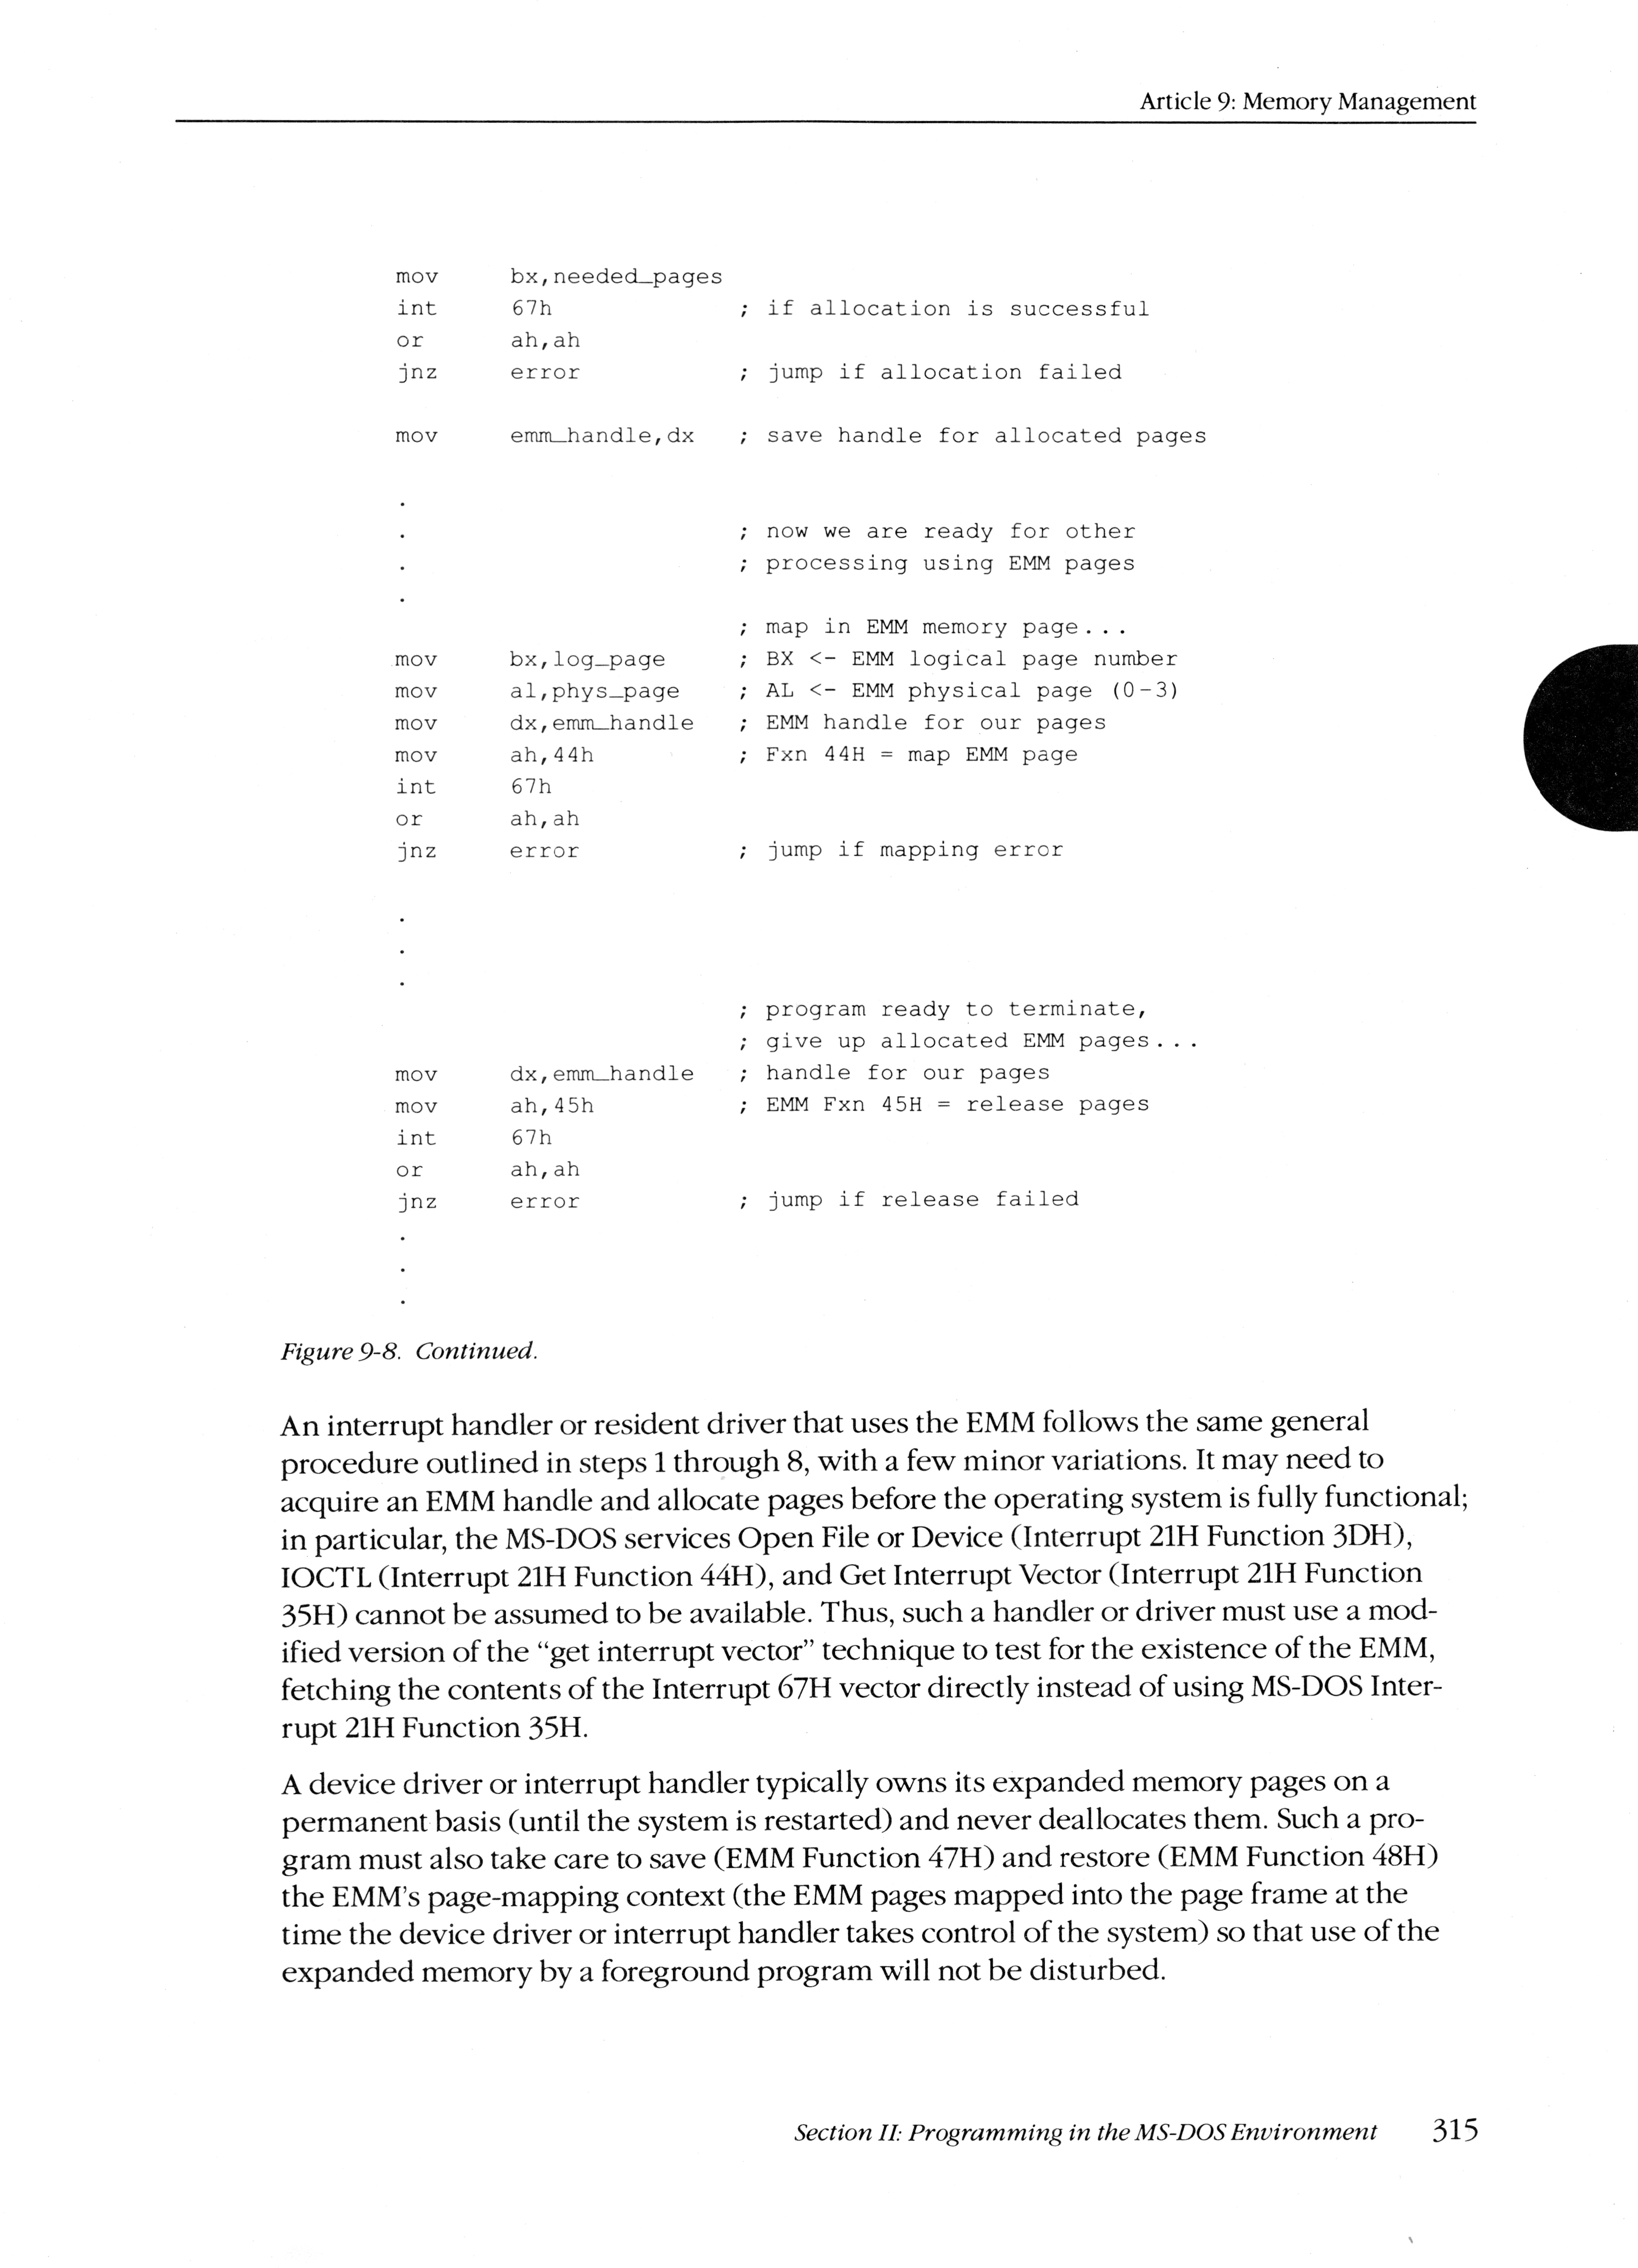 Article 9: Memory Management
mov bx,needed_pages
int 67h ; if allocation is successful
or ah,ah
jnz error ; jump if allocation failed
mov emm_handle,dx ; save handle for allocated pages
.
. ; now we are ready for other
. ; processing using EMM pages
.
; map in EMM memory page...
mov bx,log_page ; BX <- EMM logical page number
mov al,phys_page ; AL <- EMM physical page (0-3)
mov dx,emm_handle ; EMM handle for our pages
mov ah,44h ; Fxn 44H = map EMM page
int 67h
or ah,ah
jnz error ; jump if mapping error
.
.
.
; program ready to terminate,
; give up allocated EMM pages...
mov dx,emm_handle ; handle for our pages
mov ah,45h ; EMM Fxn 45H = release pages
int 67h
or ah,ah
jnz error ; jump if release failed
.
.
.
Figure 9-8. Continued.
An interrupt handler or resident driver that uses the EMM follows the same general
procedure outlined in steps 1 through 8, with a few minor variations. It may need to
acquire an EMM handle and allocate pages before the operating system is fully functional;
in particular, the MS-DOS services Open File or Device (Interrupt 21H Function 3DH),
IOCTL (Interrupt 21H Function 44H), and Get Interrupt Vector (Interrupt 21H Function
35H) cannot be assumed to be available. Thus, such a handler or driver must use a mod-
ified version of the “get interrupt vector” technique to test for the existence of the EMM,
fetching the contents of the Interrupt 67H vector directly instead of using MS-DOS Inter-
rupt 21H Function 35H.
A device driver or interrupt handler typically owns its expanded memory pages on a
permanent basis (until the system is restarted) and never deallocates them. Such a pro-
gram must also take care to save (EMM Function 47H) and restore (EMM Function 48H)
the EMM’s page-mapping context (the EMM pages mapped into the page frame at the
time the device driver or interrupt handler takes control of the system) so that use of the
expanded memory by a foreground program will not be disturbed.
Section II: Programming in the MS-DOS Environment 315